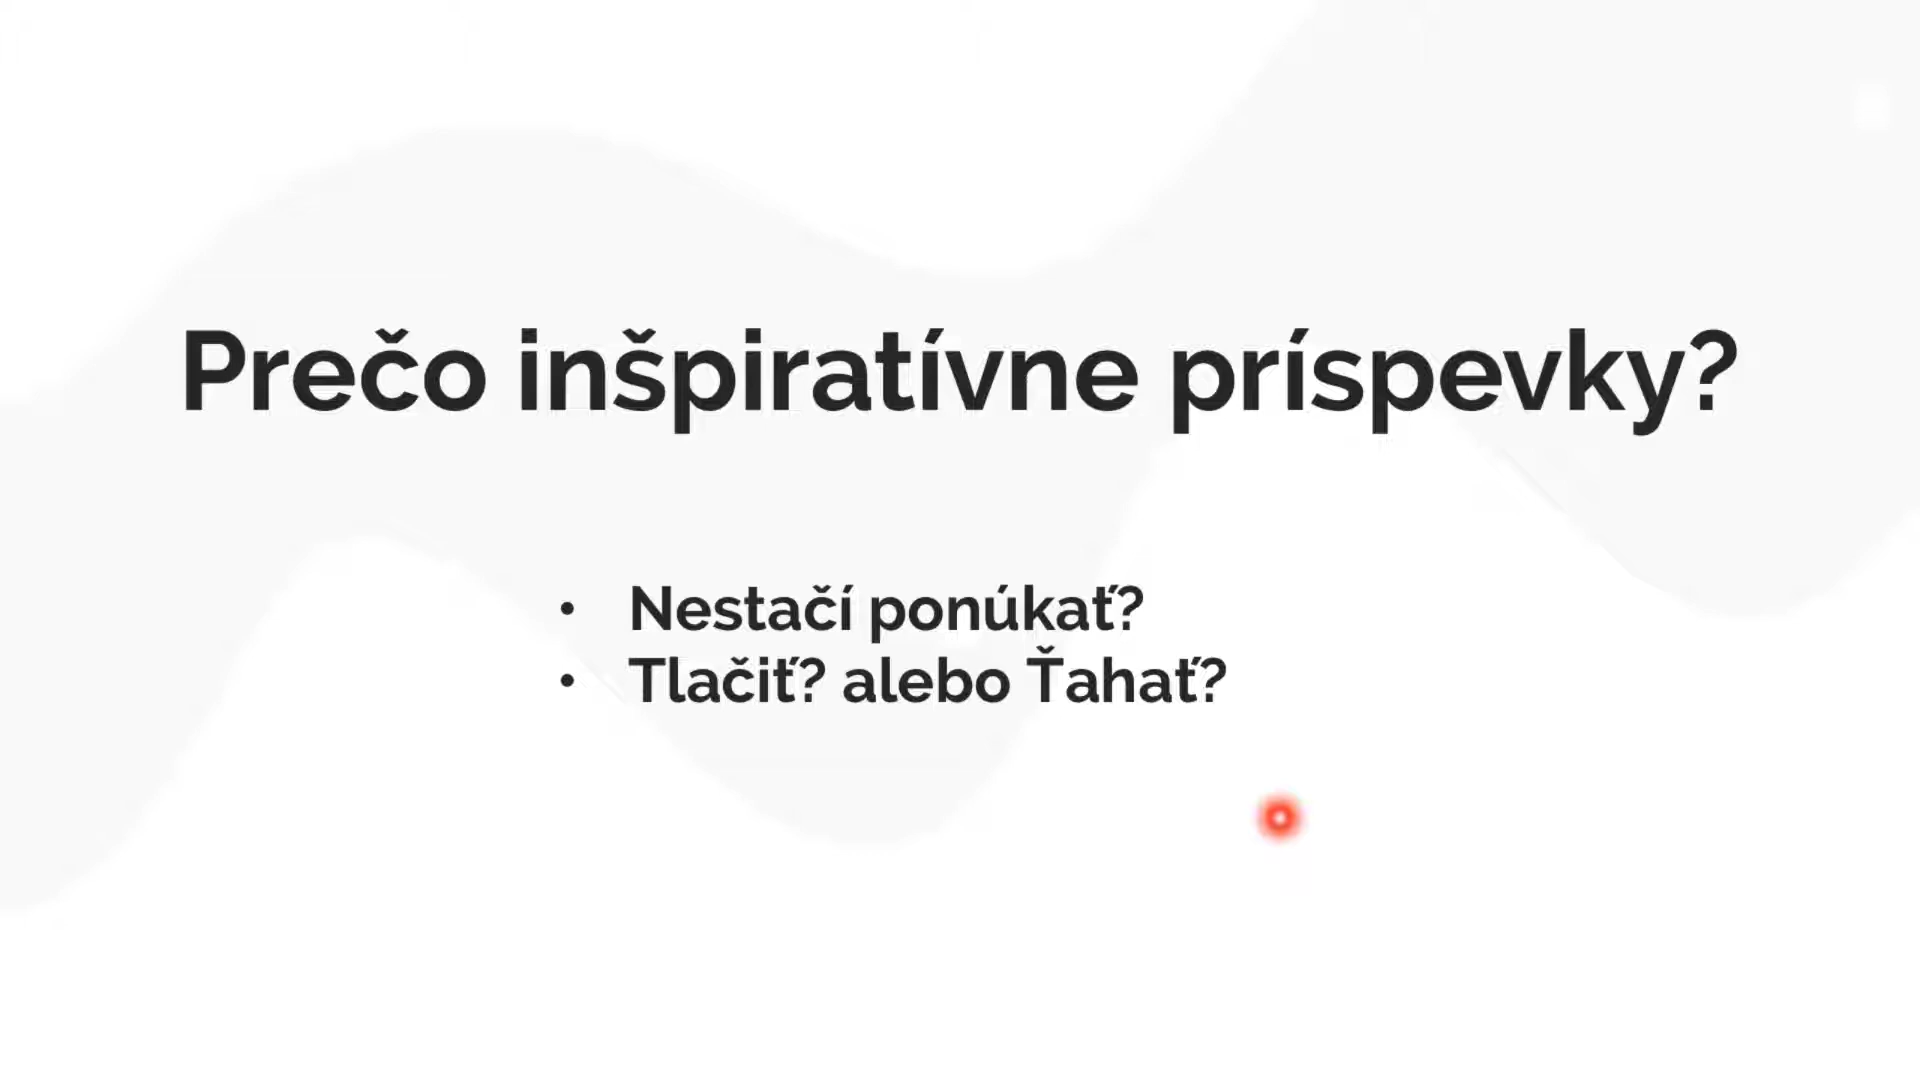 Prečo inšpiratívne príspevky?
• Nestačí ponúkať?
• Tlačiť? alebo Ťahať?